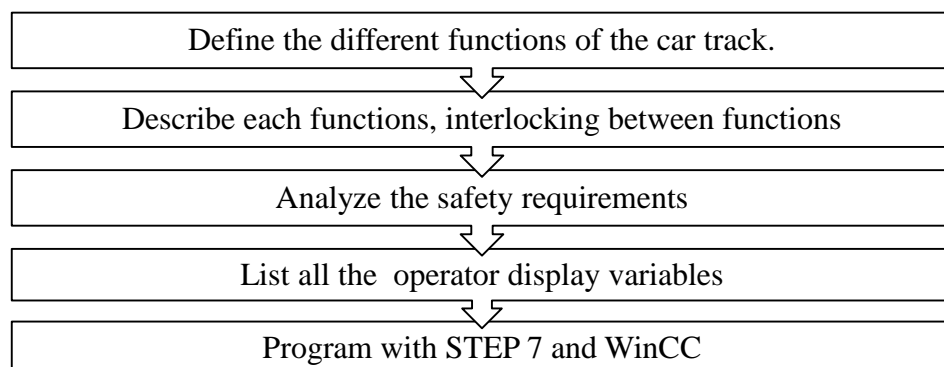 Define the different functions of the car track.
Describe each functions, interlocking between functions
Analyze the safety requirements
List all the operator display variables
Program with STEP 7 and WinCC